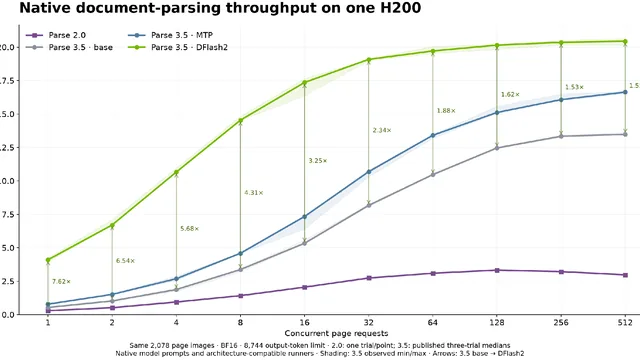 Native document-parsing throughput on one H200
Parse 2.0
Parse 3.5 · base
Parse 3.5 · MTP
Parse 3.5 · DFlash2
20.0
17.5
15.0
12.5
10.0
7.5
5.0
2.5
0.0
7.62×
6.54×
5.68×
4.31×
3.25×
2.34×
1.88×
1.62×
1.53×
1.5
1 2 4 8 16 32 64 128 256 512
Concurrent page requests
Same 2,078 page images · BF16 · 8,744 output-token limit · 2.0: one trial/point; 3.5: published three-trial medians
Native model prompts and architecture-compatible runners · Shading: 3.5 observed min/max · Arrows: 3.5 base → DFlash2